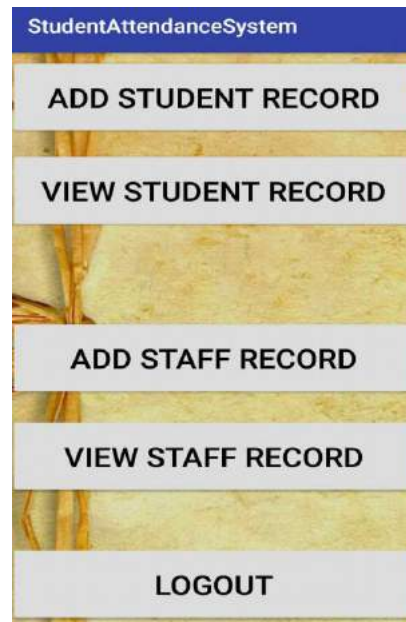 StudentAttendanceSystem
ADD STUDENT RECORD
VIEW STUDENT RECORD
ADD STAFF RECORD
VIEW STAFF RECORD
LOGOUT